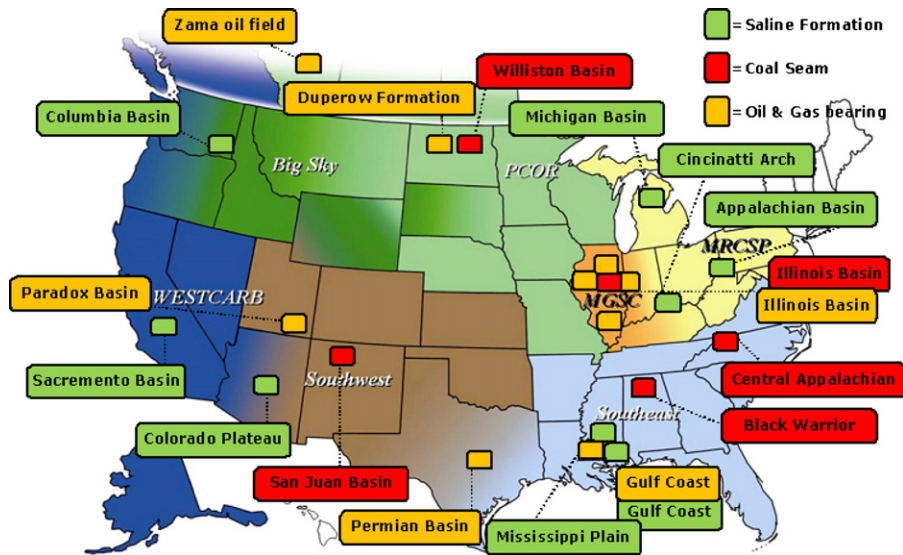 Zama oil field
= Saline Formation
Williston Basin
= Coal Seam
Duperow Formation
= Oil & Gas bearing
Columbia Basin
Michigan Basin
Big Sky
PCOR
Cincinatti Arch
Appalachian Basin
MRCSP
Illinois Basin
Paradox Basin
WESTCARB
MGSC
Illinois Basin
Sacremento Basin
Southwest
Central Appalachian
Southeast
Black Warrior
Colorado Plateau
San Juan Basin
Gulf Coast
Gulf Coast
Permian Basin
Mississippi Plain